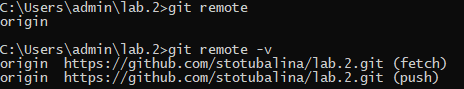 C:\Users\admin\lab.2>git remote
origin
C:\Users\admin\lab.2>git remote -v
origin  https://github.com/stotubalina/lab.2.git (fetch)
origin  https://github.com/stotubalina/lab.2.git (push)